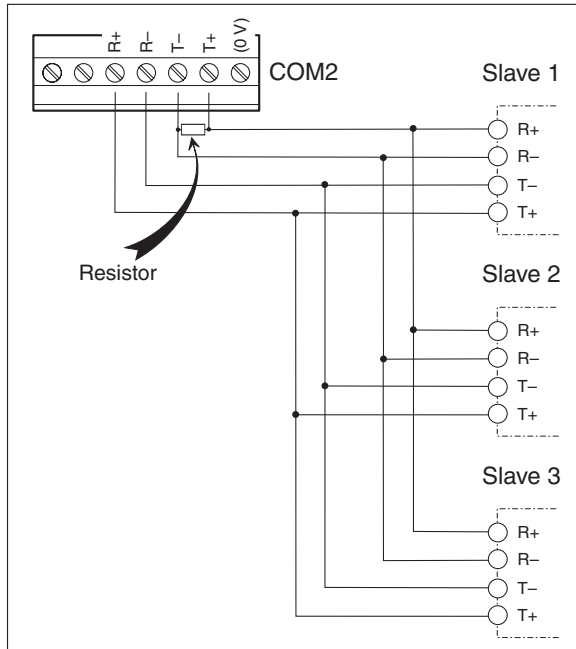 R+
R–
T–
T+
(0 V)
COM2
Resistor
Slave 1
R+
R–
T–
T+
Slave 2
R+
R–
T–
T+
Slave 3
R+
R–
T–
T+